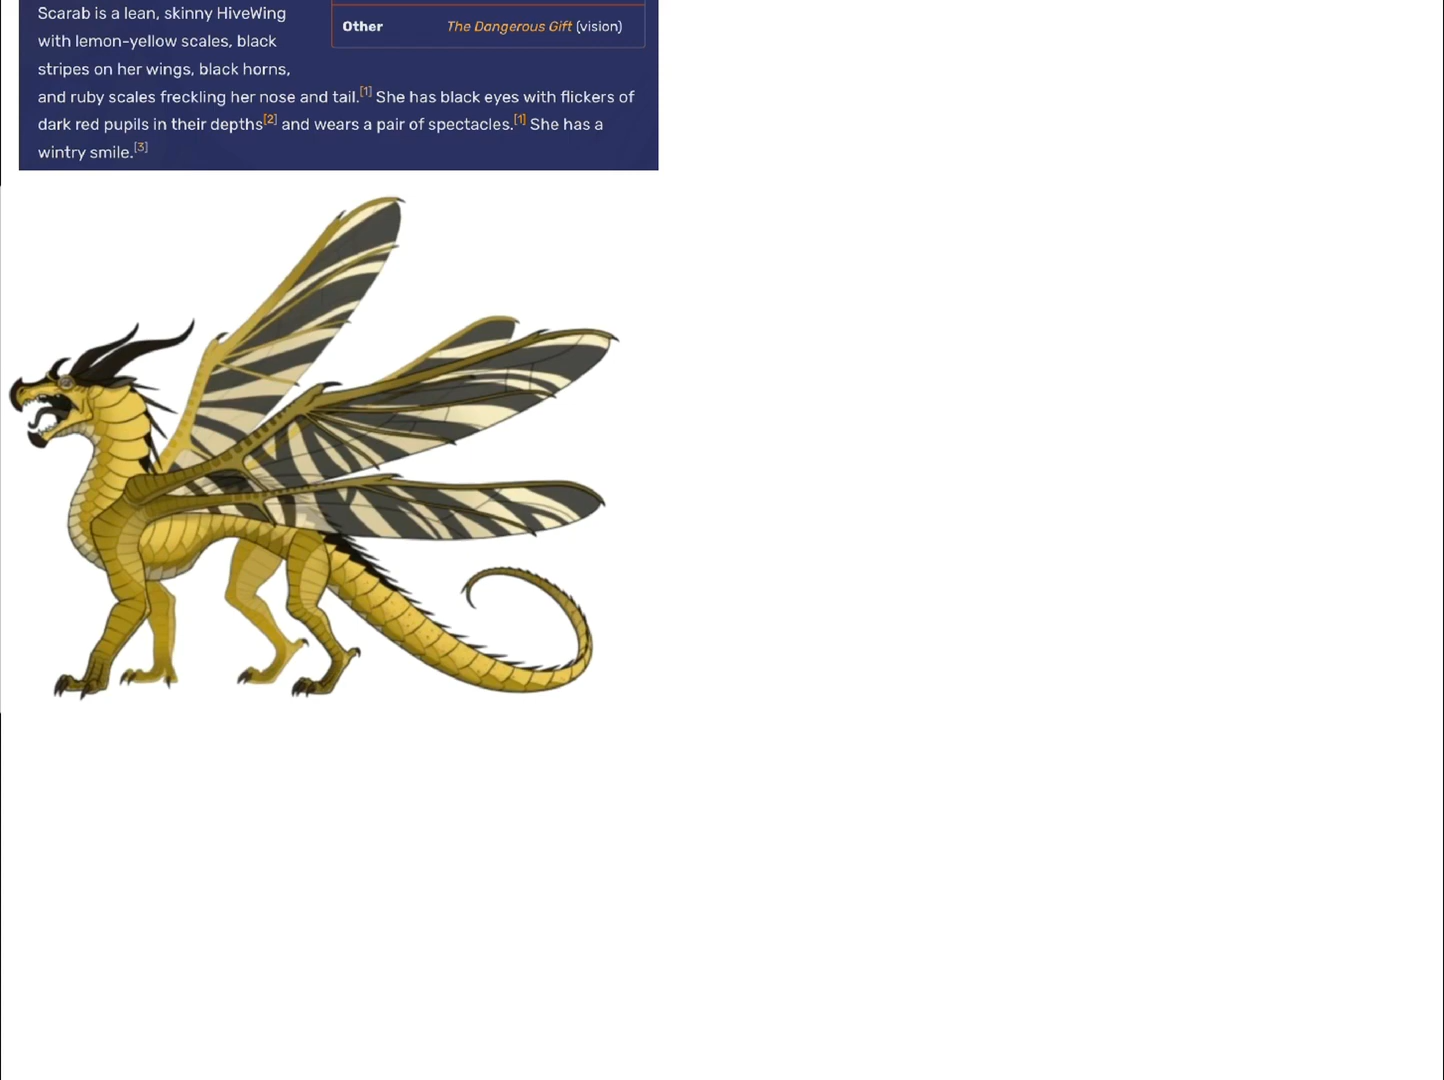 Scarab is a lean, skinny HiveWing
with lemon-yellow scales, black
stripes on her wings, black horns,
and ruby scales freckling her nose and tail.[1] She has black eyes with flickers of
dark red pupils in their depths[2] and wears a pair of spectacles.[1] She has a
wintry smile.[3]
Other The Dangerous Gift (vision)